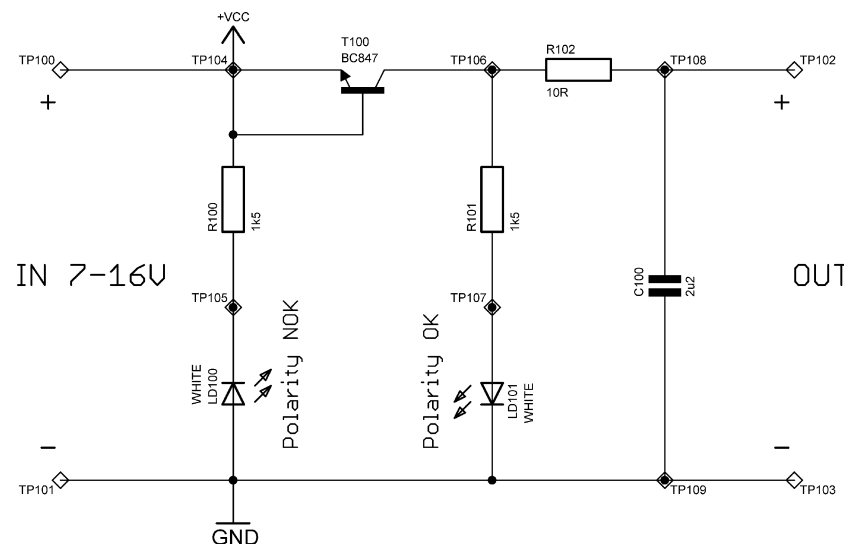 +VCC
T100
BC847
TP100
TP104
TP106
R102
10R
TP108
TP102
+
+
R100
1k5
R101
1k5
IN 7-16V
C100
2u2
OUT
TP105
TP107
Polarity NOK
Polarity OK
WHITE
LD100
LD101
WHITE
−
−
TP101
TP109
TP103
GND